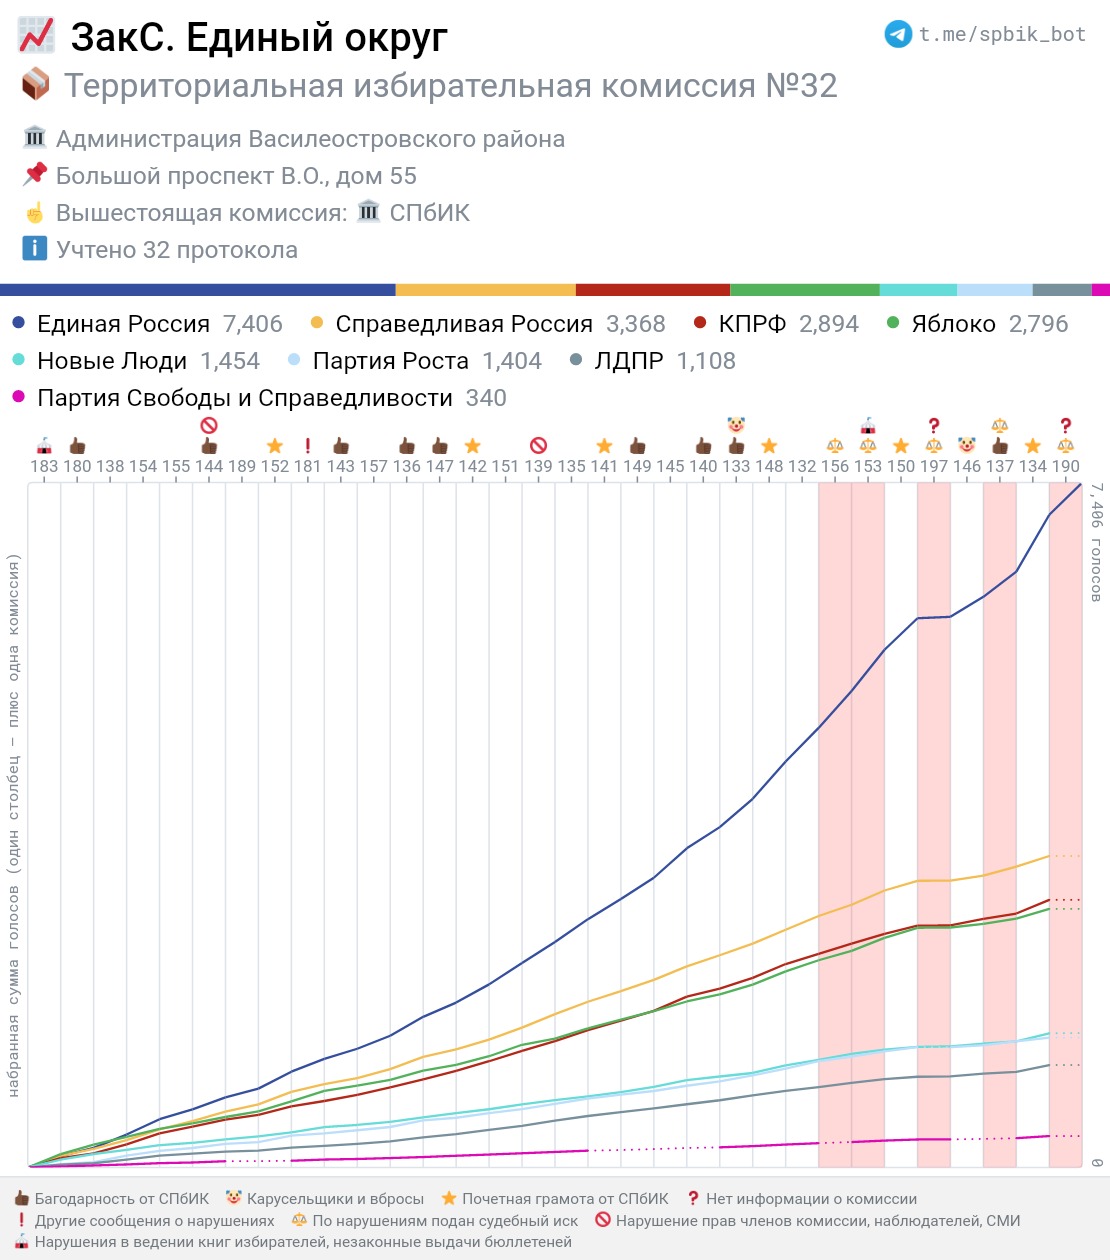 ЗакС. Единый округ
t.me/spbik_bot
Территориальная избирательная комиссия №32
Администрация Василеостровского района
Большой проспект В.О., дом 55
Вышестоящая комиссия: СПбИК
Учтено 32 протокола
Единая Россия 7,406 Справедливая Россия 3,368 КПРФ 2,894 Яблоко 2,796
Новые Люди 1,454 Партия Роста 1,404 ЛДПР 1,108
Партия Свободы и Справедливости 340
183 180 138 154 155 144 189 152 181 143 157 136 147 142 151 139 135 141 149 145 140 133 148 132 156 153 150 197 146 137 134 190
7,406 голосов
набранная сумма голосов (один столбец – плюс одна комиссия)
0
Багодарность от СПбИК Карусельщики и вбросы Почетная грамота от СПбИК Нет информации о комиссии
Другие сообщения о нарушениях По нарушениям подан судебный иск Нарушение прав членов комиссии, наблюдателей, СМИ
Нарушения в ведении книг избирателей, незаконные выдачи бюллетеней